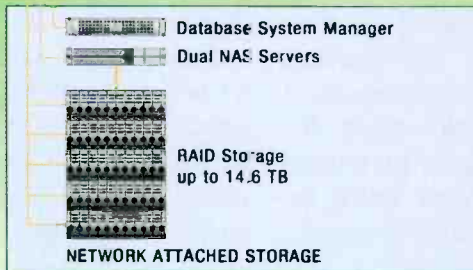 Database System Manager
Dual NAS Servers
RAID Storage
up to 14.6 TB
NETWORK ATTACHED STORAGE